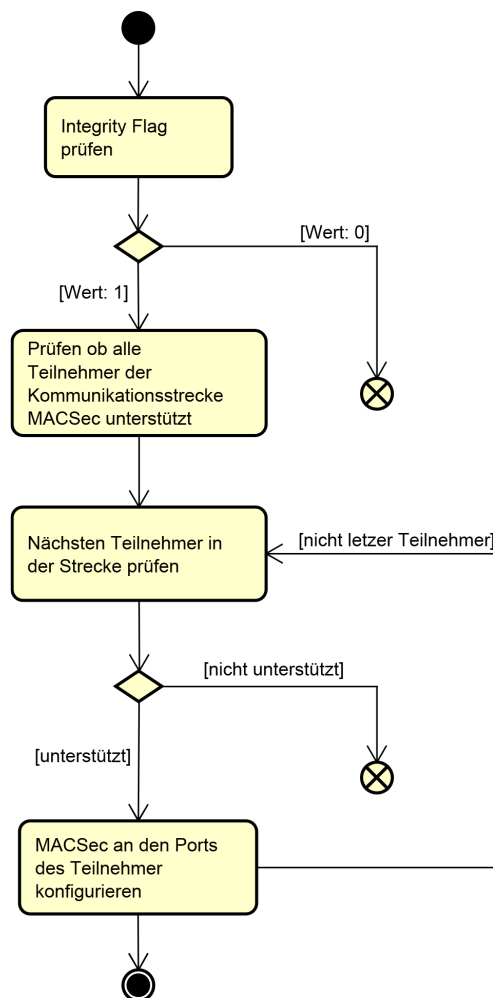 Integrity Flag
prüfen
[Wert: 0]
[Wert: 1]
Prüfen ob alle
Teilnehmer der
Kommunikationsstrecke
MACSec unterstützt
Nächsten Teilnehmer in
der Strecke prüfen
[nicht letzer Teilnehmer]
[nicht unterstützt]
[unterstützt]
MACSec an den Ports
des Teilnehmer
konfigurieren